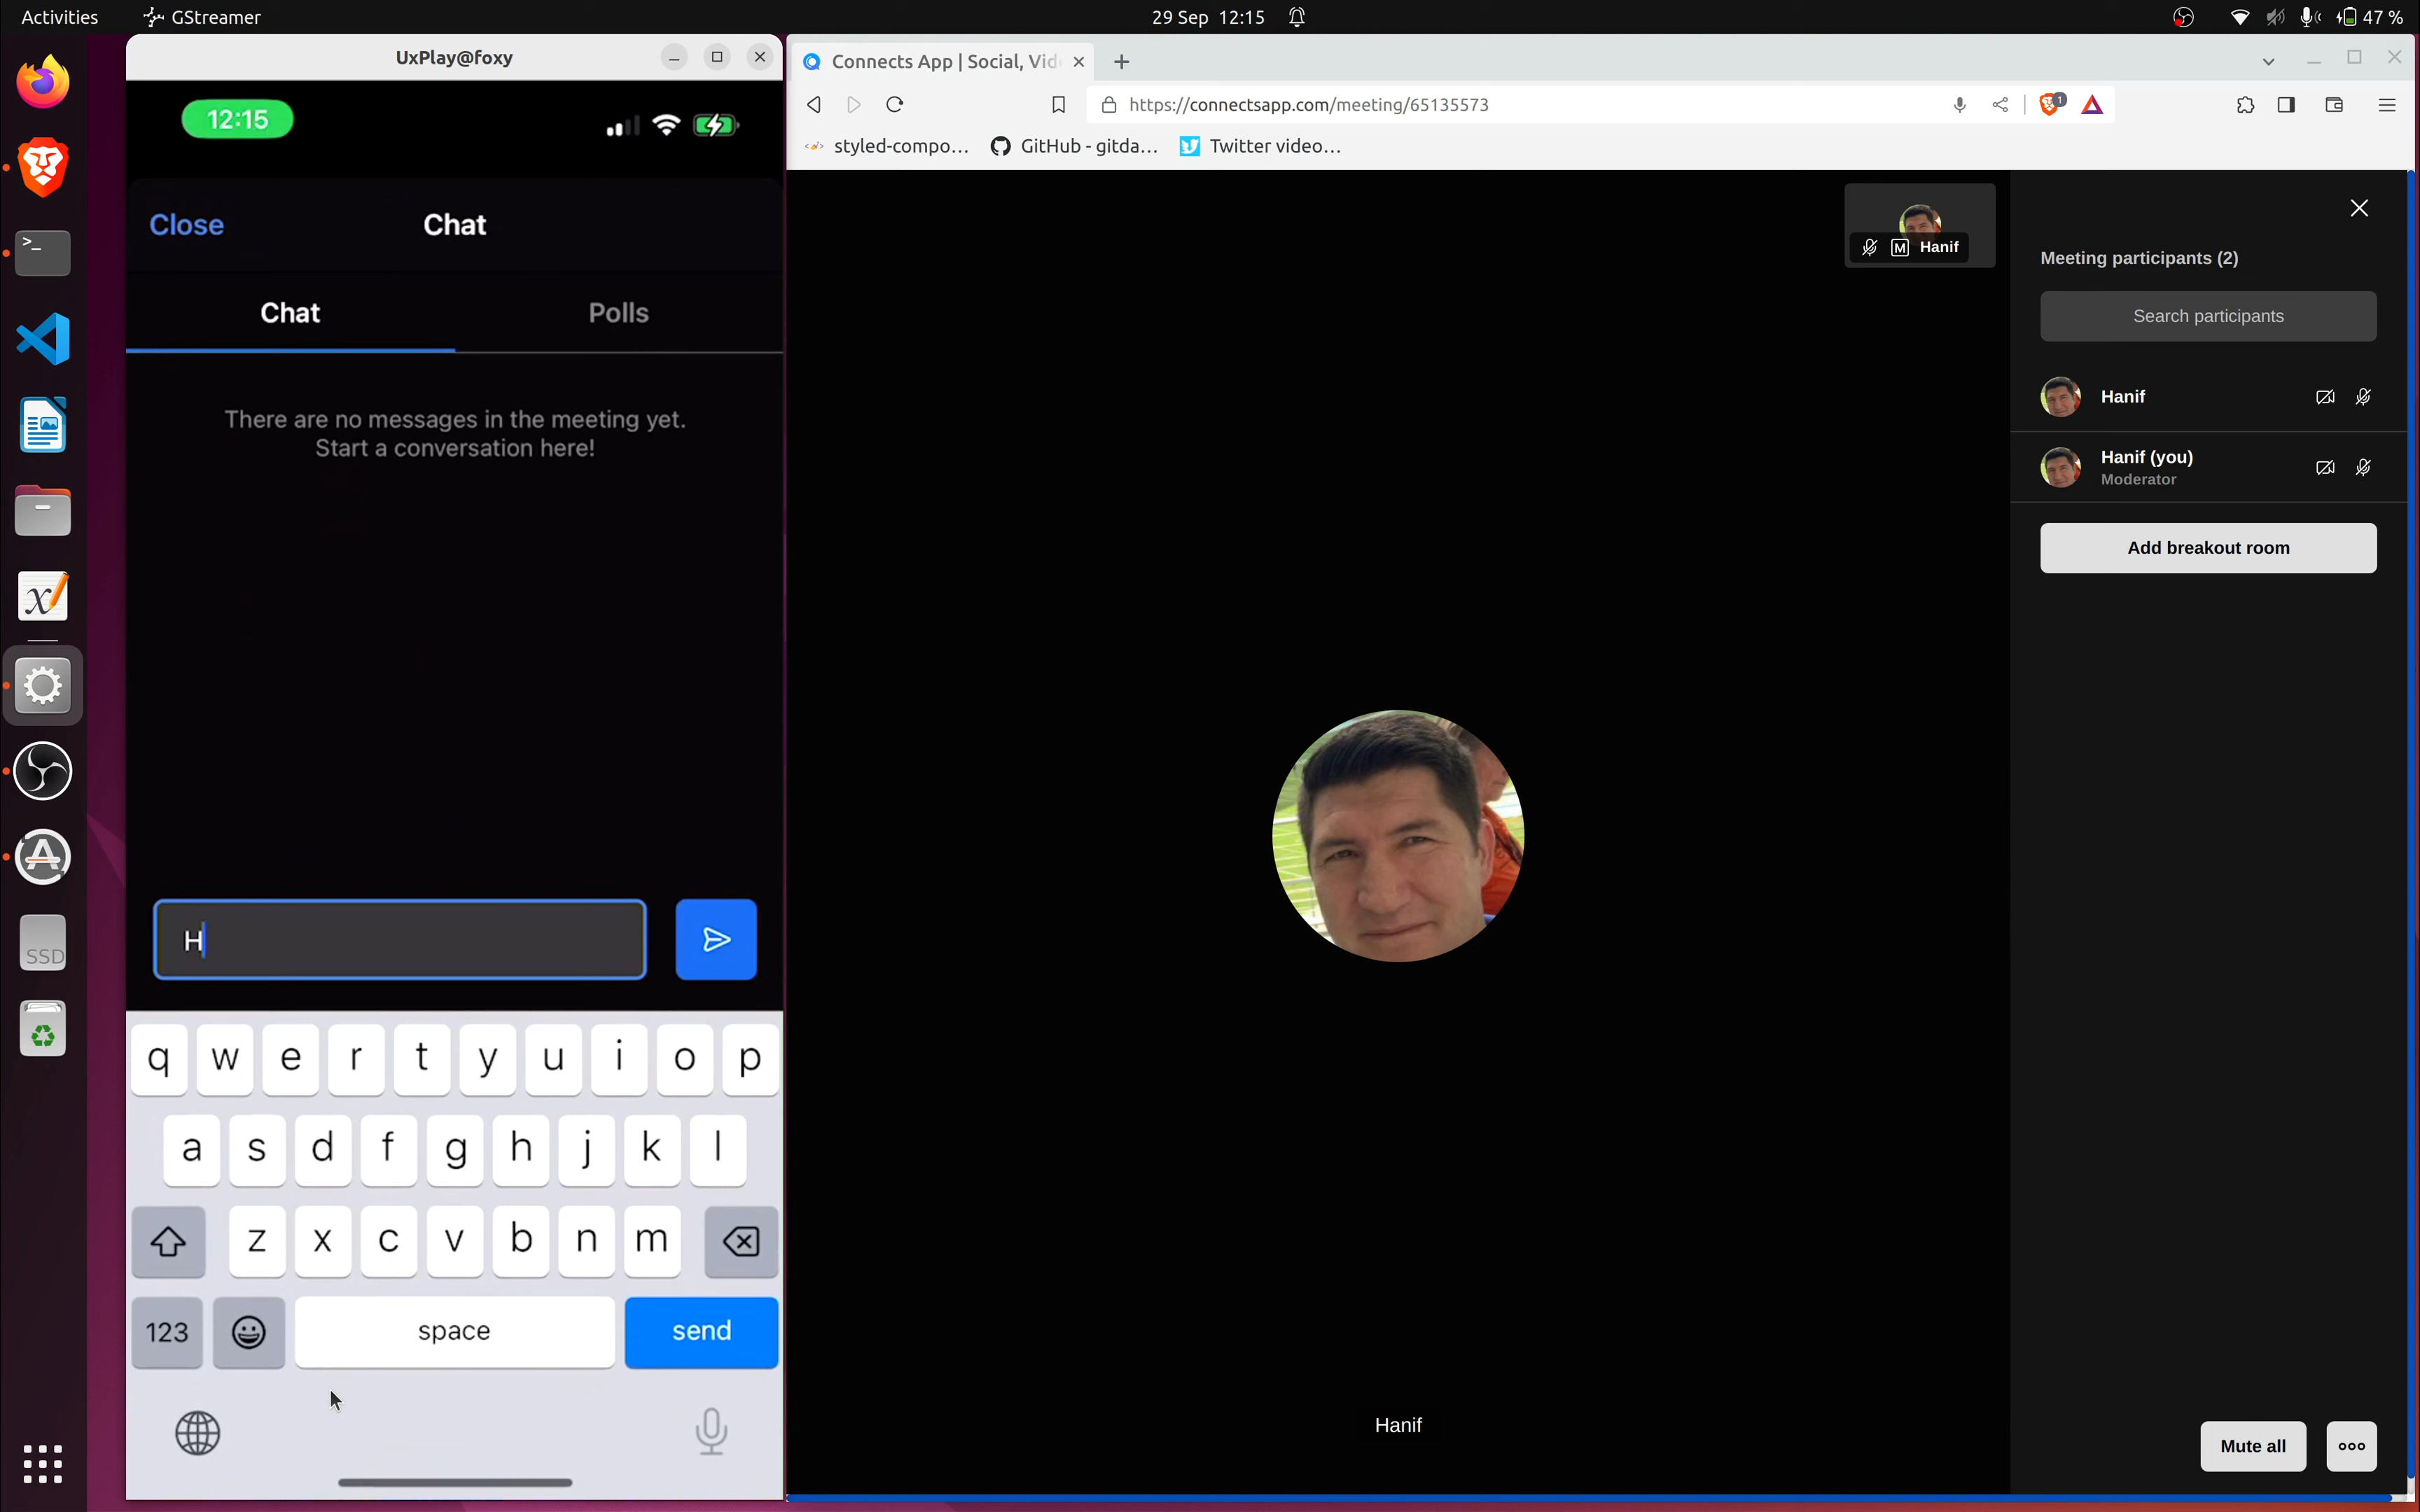 Activities
GStreamer
29 Sep 12:15
47 %
UxPlay@foxy
12:15
Close
Chat
Chat
Polls
There are no messages in the meeting yet.
Start a conversation here!
H
q w e r t y u i o p
a s d f g h j k l
z x c v b n m
123
space
send
SSD
Connects App | Social, Vid
https://connectsapp.com/meeting/65135573
1
styled-compo…
GitHub - gitda…
Twitter video…
M Hanif
Hanif
Meeting participants (2)
Search participants
Hanif
Hanif (you)
Moderator
Add breakout room
Mute all